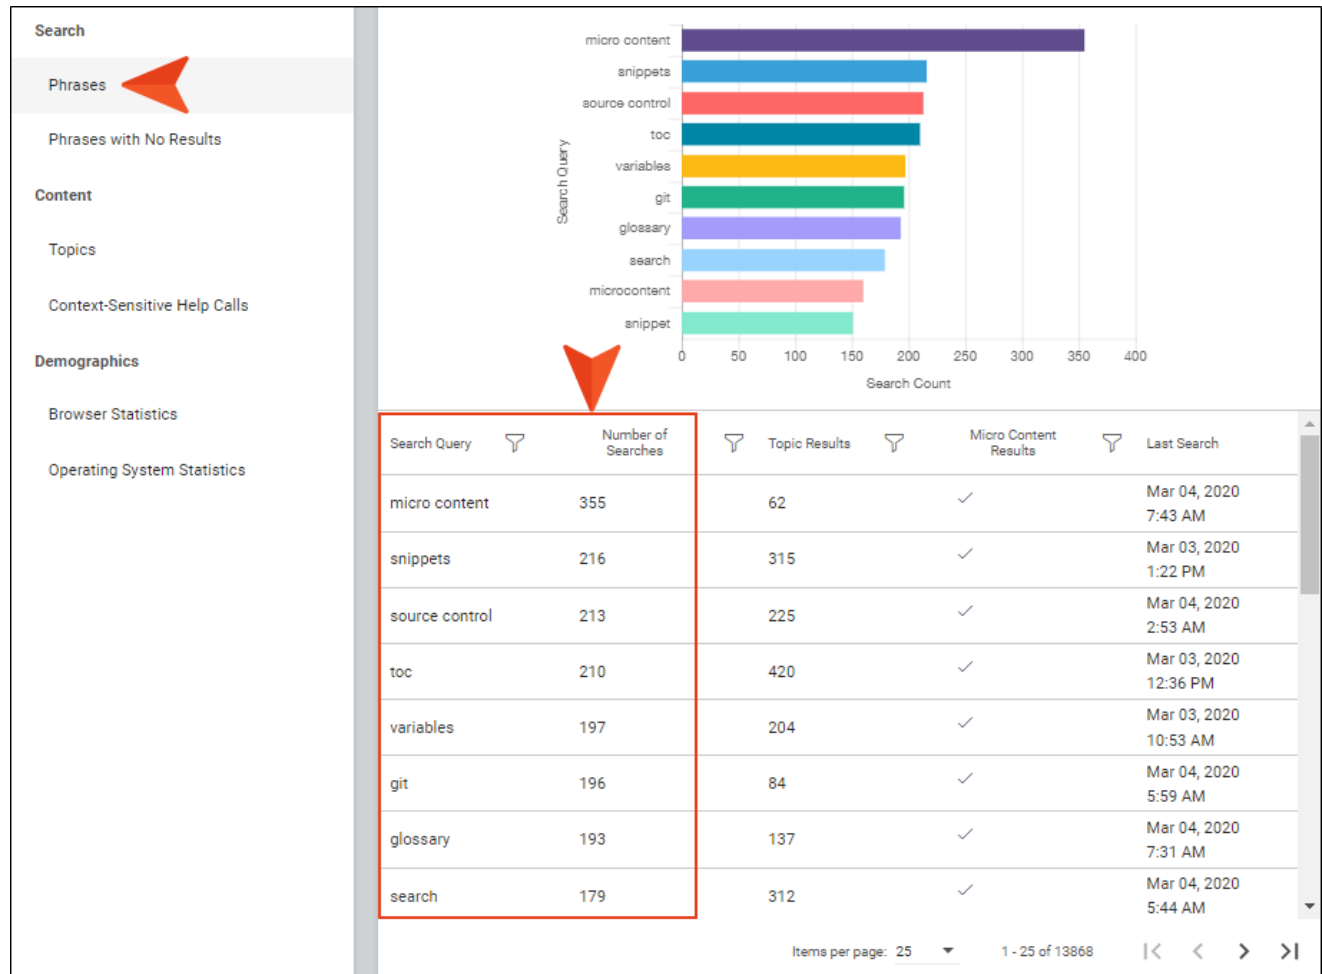 Search
Phrases
Phrases with No Results
Content
Topics
Context-Sensitive Help Calls
Demographics
Browser Statistics
Operating System Statistics
Search Query
micro content
snippets
source control
toc
variables
git
glossary
search
microcontent
snippet
0 50 100 150 200 250 300 350 400
Search Count
Search Query Number of Searches Topic Results Micro Content Results Last Search
micro content 355 62 ✓ Mar 04, 2020 7:43 AM
snippets 216 315 ✓ Mar 03, 2020 1:22 PM
source control 213 225 ✓ Mar 04, 2020 2:53 AM
toc 210 420 ✓ Mar 03, 2020 12:36 PM
variables 197 204 ✓ Mar 03, 2020 10:53 AM
git 196 84 ✓ Mar 04, 2020 5:59 AM
glossary 193 137 ✓ Mar 04, 2020 7:31 AM
search 179 312 ✓ Mar 04, 2020 5:44 AM
Items per page: 25 1 - 25 of 13868